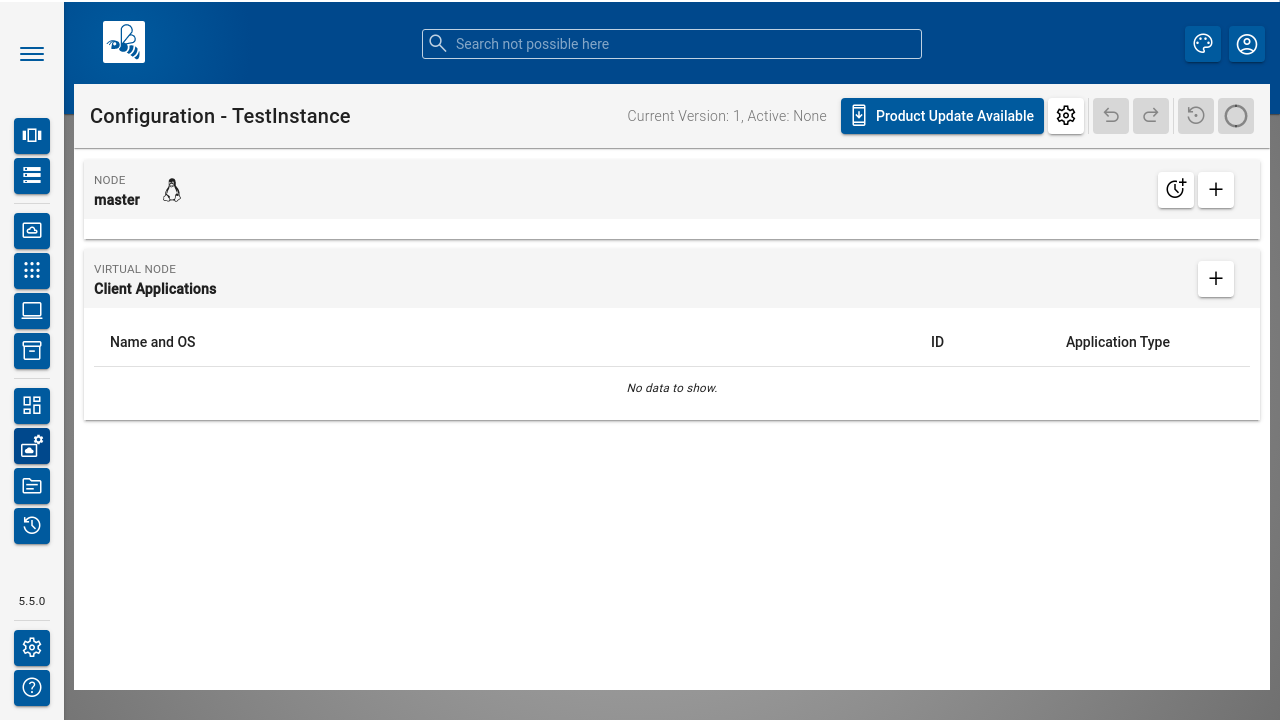 Search not possible here
Configuration - TestInstance
Current Version: 1, Active: None
Product Update Available
NODE
master
VIRTUAL NODE
Client Applications
Name and OS
ID
Application Type
No data to show.
5.5.0